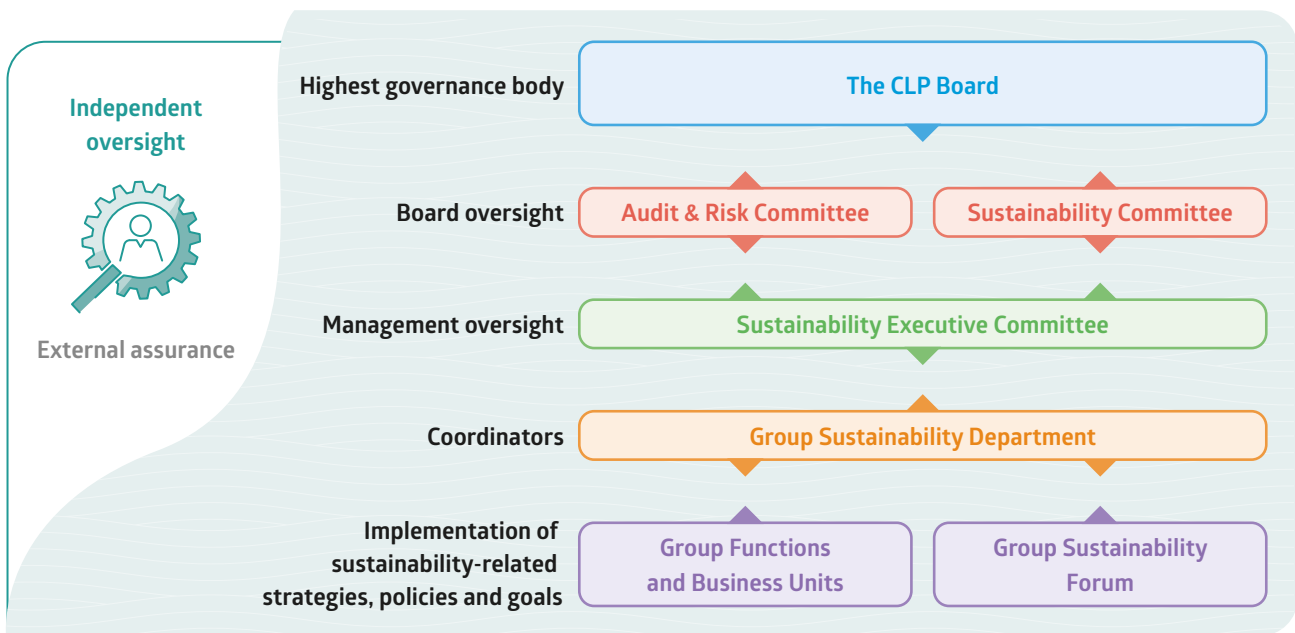 Independent
oversight
External assurance
Highest governance body
The CLP Board
Board oversight
Audit & Risk Committee
Sustainability Committee
Management oversight
Sustainability Executive Committee
Coordinators
Group Sustainability Department
Implementation of
sustainability-related
strategies, policies and goals
Group Functions
and Business Units
Group Sustainability
Forum